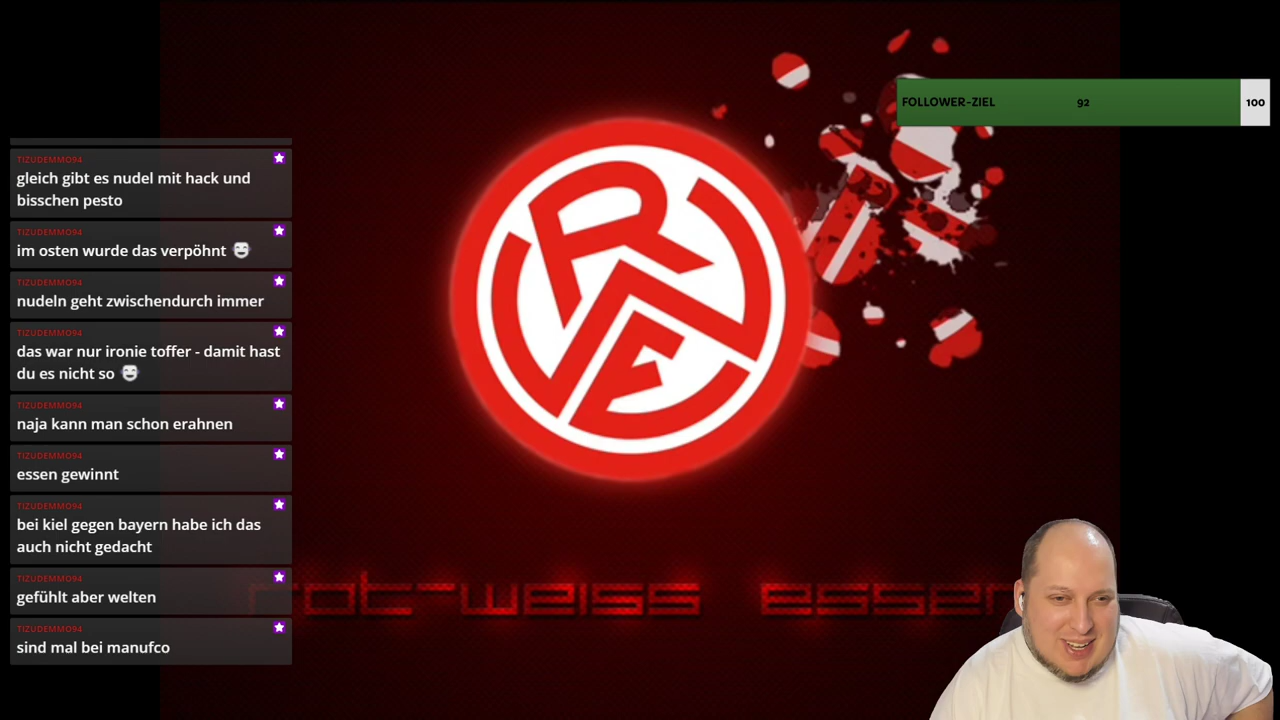 TIZUDEMMO94
gleich gibt es nudel mit hack und
bisschen pesto
TIZUDEMMO94
im osten wurde das verpöhnt
TIZUDEMMO94
nudeln geht zwischendurch immer
TIZUDEMMO94
das war nur ironie toffer - damit hast
du es nicht so
TIZUDEMMO94
naja kann man schon erahnen
TIZUDEMMO94
essen gewinnt
TIZUDEMMO94
bei kiel gegen bayern habe ich das
auch nicht gedacht
TIZUDEMMO94
gefühlt aber welten
TIZUDEMMO94
sind mal bei manufco
FOLLOWER-ZIEL 92 100
RWE
rot-weiss essen